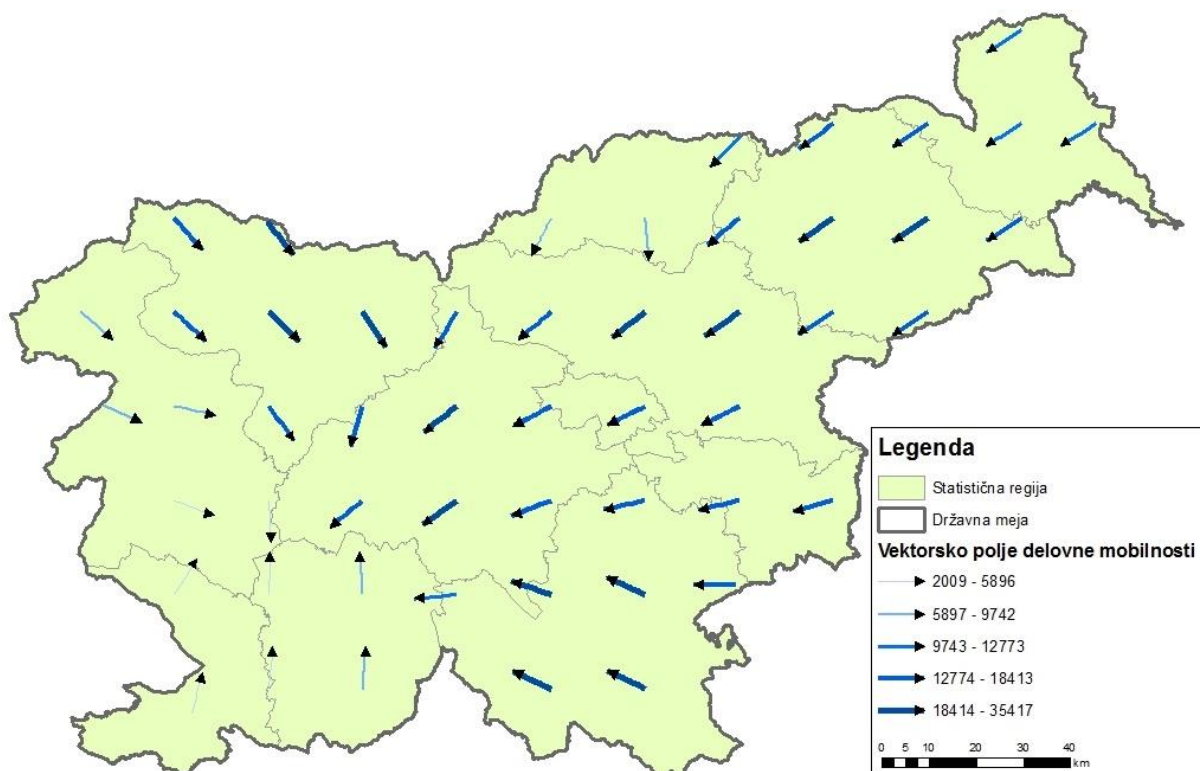 Legenda
Statistična regija
Državna meja
Vektorsko polje delovne mobilnosti
2009 - 5896
5897 - 9742
9743 - 12773
12774 - 18413
18414 - 35417
0 5 10 20 30 40
km